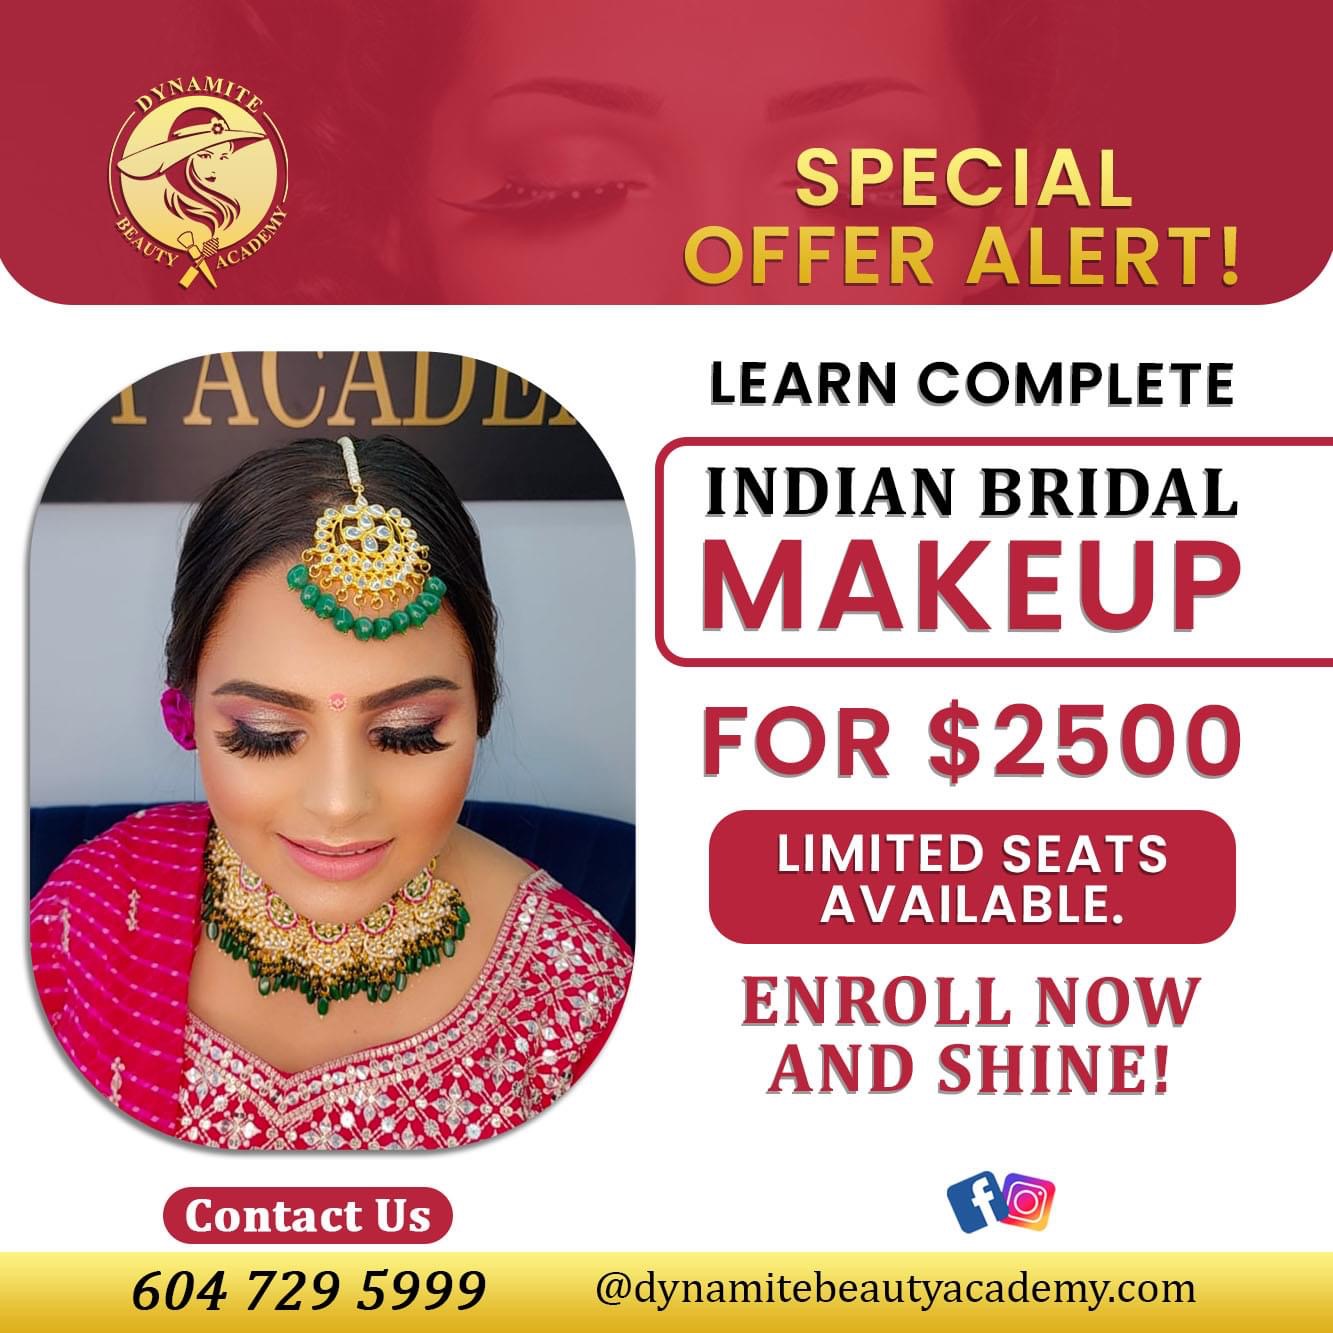 DYNAMITE
BEAUTY ACADEMY
SPECIAL
OFFER ALERT!
ACADE
LEARN COMPLETE
INDIAN BRIDAL
MAKEUP
FOR $2500
LIMITED SEATS
AVAILABLE.
ENROLL NOW
AND SHINE!
Contact Us
604 729 5999
@dynamitebeautyacademy.com